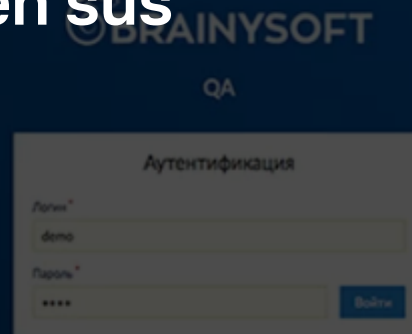 en sus
BRAINYSOFT
QA
Аутентификация
Логин*
demo
Пароль*
••••
Войти